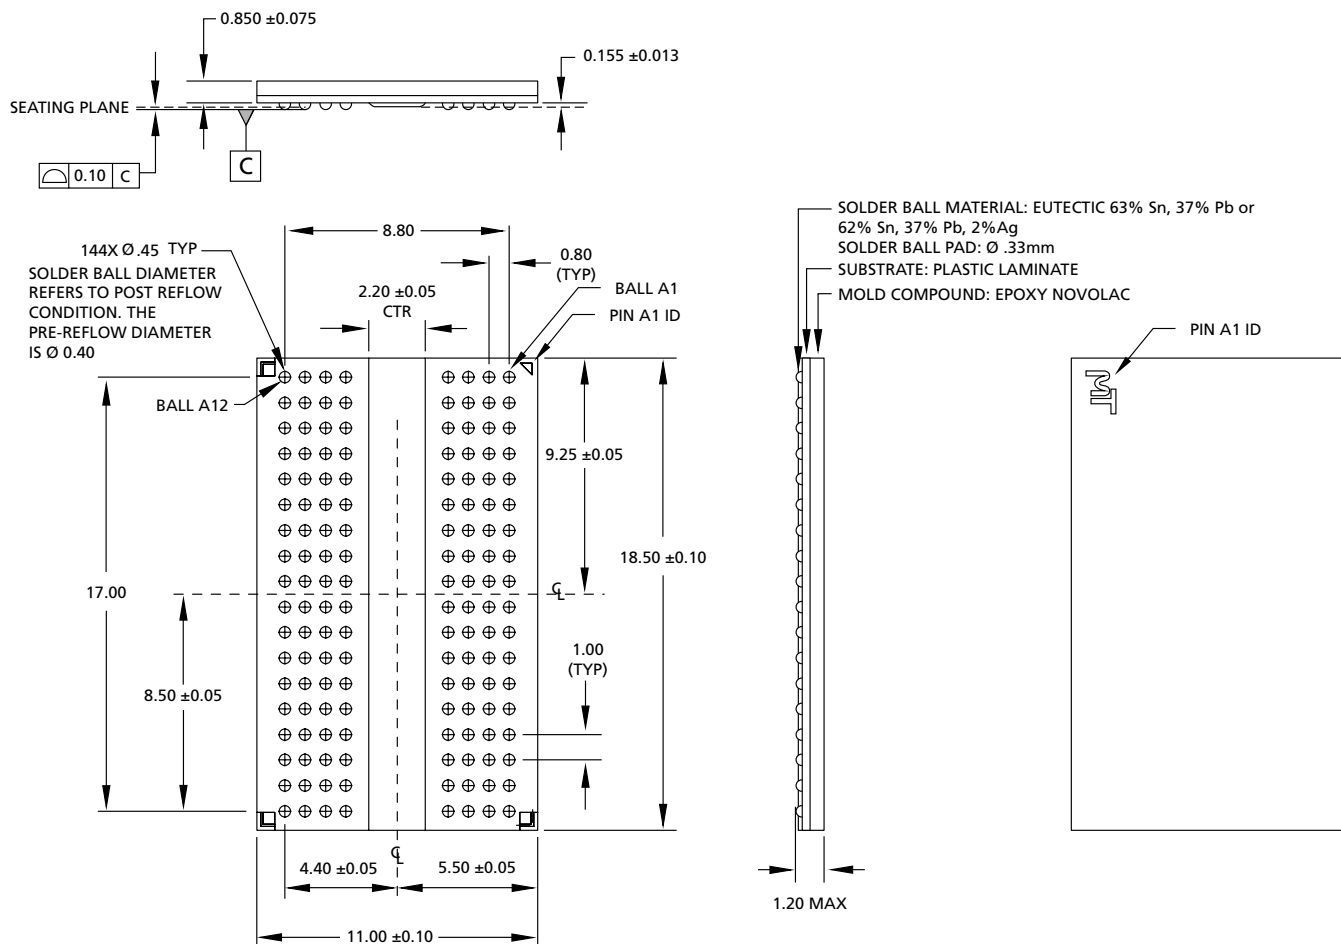 0.850 ±0.075
0.155 ±0.013
SEATING PLANE
0.10 C
C
SOLDER BALL MATERIAL: EUTECTIC 63% Sn, 37% Pb or
62% Sn, 37% Pb, 2%Ag
SOLDER BALL PAD: Ø .33mm
SUBSTRATE: PLASTIC LAMINATE
MOLD COMPOUND: EPOXY NOVOLAC
144X Ø .45 TYP
SOLDER BALL DIAMETER
REFERS TO POST REFLOW
CONDITION. THE
PRE-REFLOW DIAMETER
IS Ø 0.40
8.80
0.80
(TYP)
2.20 ±0.05
CTR
BALL A1
PIN A1 ID
PIN A1 ID
BALL A12
9.25 ±0.05
18.50 ±0.10
17.00
CL
1.00
(TYP)
8.50 ±0.05
CL
4.40 ±0.05
5.50 ±0.05
11.00 ±0.10
1.20 MAX